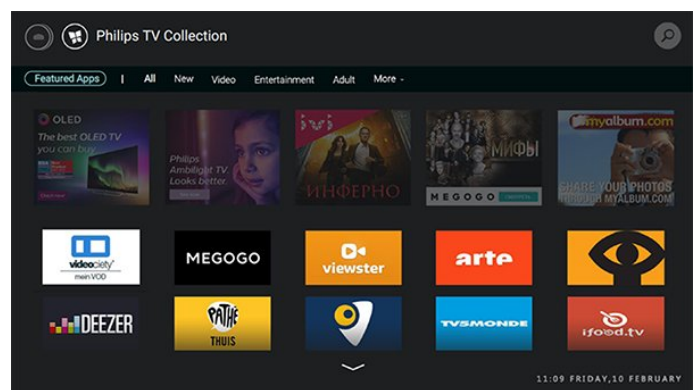 Philips TV Collection
Featured Apps | All New Video Entertainment Adult More
OLED
The best OLED TV
you can buy
Philips
Ambilight TV.
Looks better.
ivi
ИНФЕРНО
МИФЫ
MEGOGO
myalbum.com
SHARE YOUR PHOTOS
THROUGH MYALBUM.COM
videociety
mein VOD
MEGOGO
viewster
arte
DEEZER
PATHÉ
THUIS
TV5MONDE
ifood.tv
11:09 FRIDAY,10 FEBRUARY